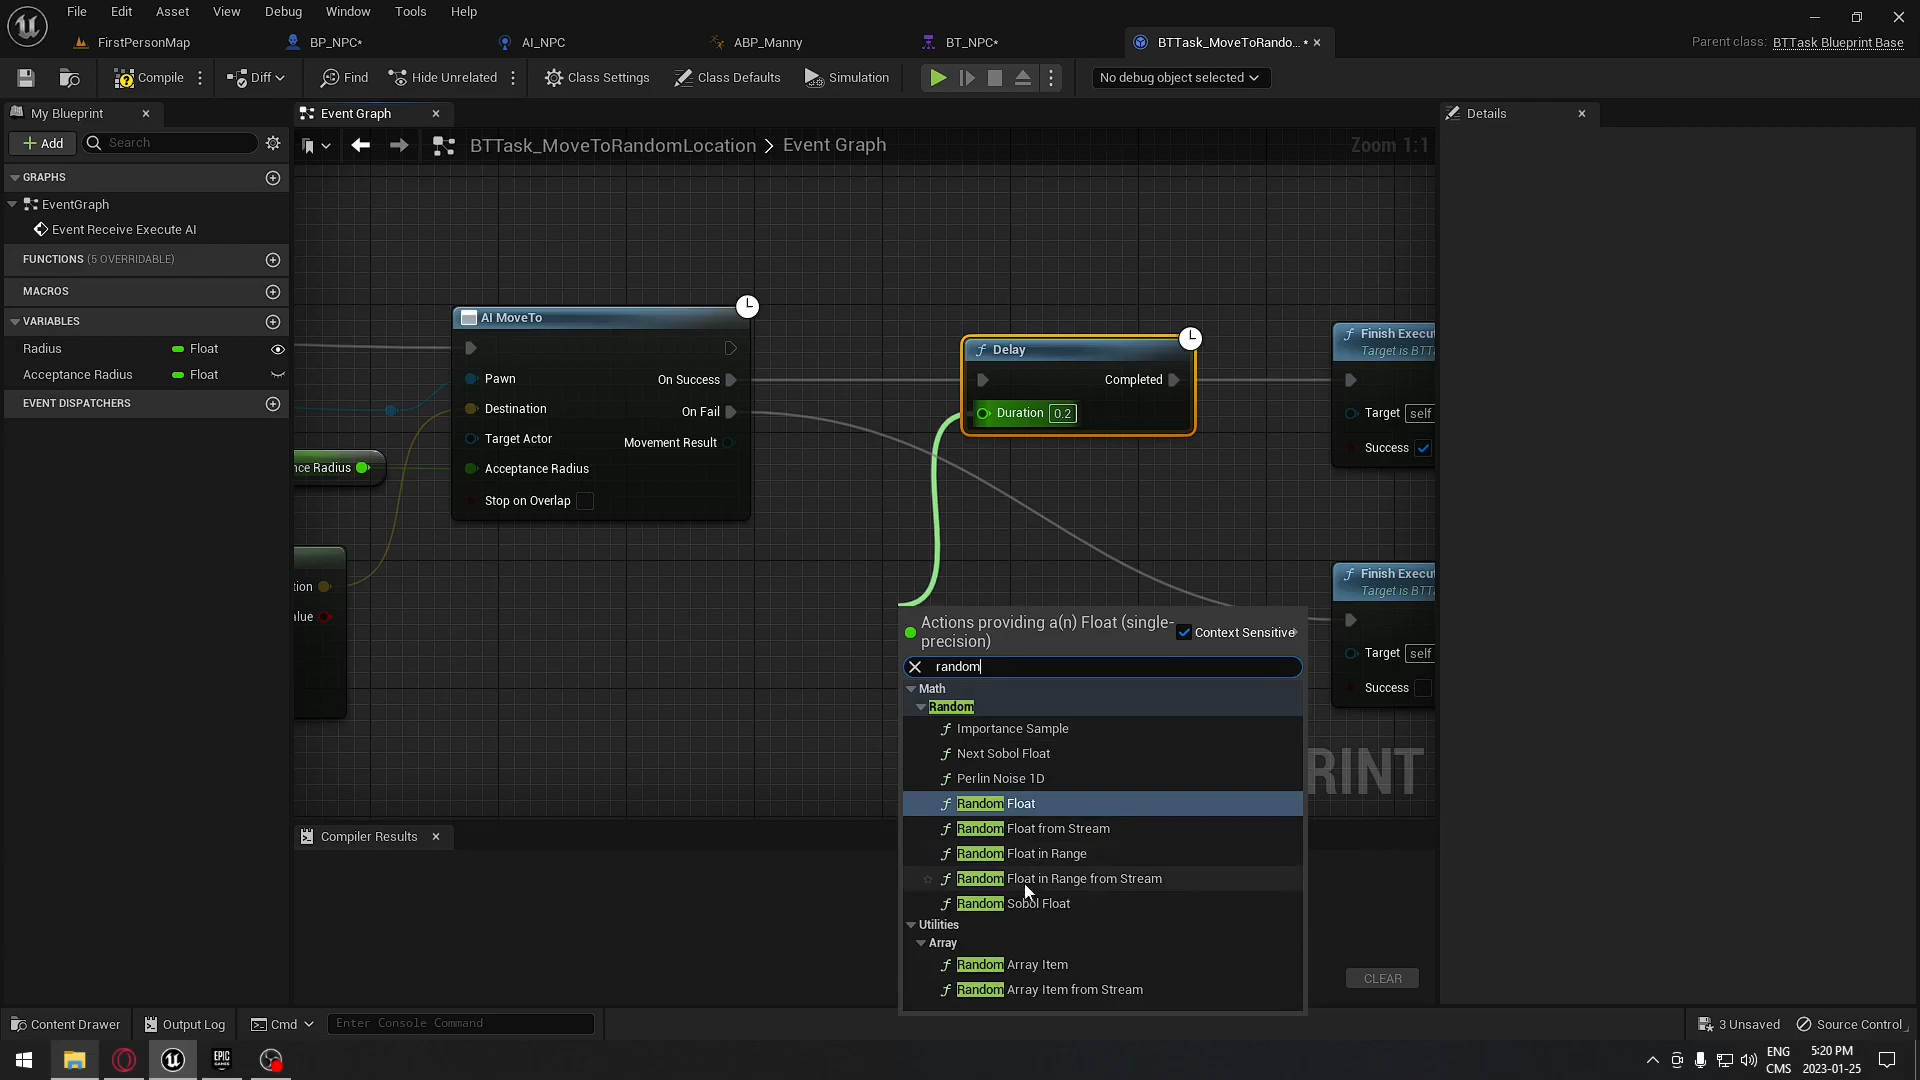 File Edit Asset View Debug Window Tools Help
FirstPersonMap BP_NPC* AI_NPC ABP_Manny BT_NPC* BTTask_MoveToRando... * Parent class: BTTask Blueprint Base
Compile Diff Find Hide Unrelated Class Settings Class Defaults Simulation No debug object selected
My Blueprint
Event Graph
Details
Add Search
BTTask_MoveToRandomLocation > Event Graph Zoom 1:1
GRAPHS
EventGraph
Event Receive Execute AI
FUNCTIONS (5 OVERRIDABLE)
MACROS
VARIABLES
Radius Float
Acceptance Radius Float
EVENT DISPATCHERS
AI MoveTo
Pawn On Success
Destination On Fail
Target Actor Movement Result
Acceptance Radius
Stop on Overlap
nce Radius
tion
alue
f Delay
Completed
Duration 0.2
f Finish Execu
Target is BTT
Target self
Success
f Finish Execu
Target is BTT
Target self
Success
RINT
Actions providing a(n) Float (single-
precision)
Context Sensitive
random
Math
Random
f Importance Sample
f Next Sobol Float
f Perlin Noise 1D
f Random Float
f Random Float from Stream
f Random Float in Range
f Random Float in Range from Stream
f Random Sobol Float
Utilities
Array
f Random Array Item
f Random Array Item from Stream
Compiler Results
CLEAR
Content Drawer Output Log Cmd Enter Console Command 3 Unsaved Source Control
EPIC GAMES
ENG 5:20 PM
CMS 2023-01-25